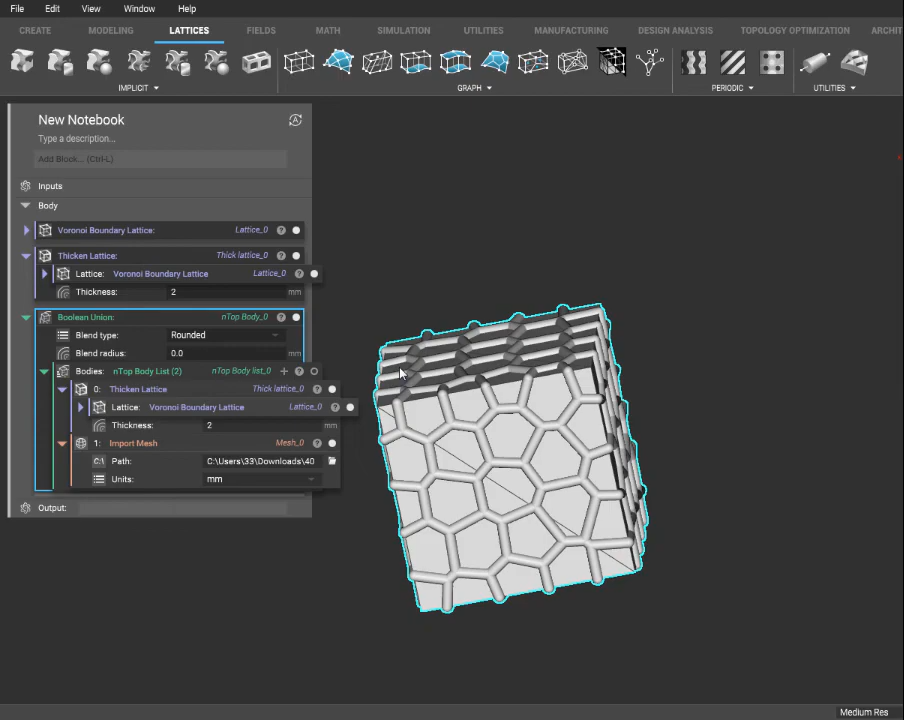 File Edit View Window Help
CREATE MODELING LATTICES FIELDS MATH SIMULATION UTILITIES MANUFACTURING DESIGN ANALYSIS TOPOLOGY OPTIMIZATION ARCHIT
IMPLICIT GRAPH PERIODIC UTILITIES
New Notebook
Type a description...
Add Block... (Ctrl-L)
Inputs
Body
Voronoi Boundary Lattice: Lattice_0
Thicken Lattice: Thick lattice_0
Lattice: Voronoi Boundary Lattice Lattice_0
Thickness: 2 mm
Boolean Union: nTop Body_0
Blend type: Rounded
Blend radius: 0.0 mm
Bodies: nTop Body List (2) nTop Body list_0
0: Thicken Lattice Thick lattice_0
Lattice: Voronoi Boundary Lattice Lattice_0
Thickness: 2 mm
1: Import Mesh Mesh_0
C:\ Path: C:\Users\33\Downloads\40
Units: mm
Output:
Medium Res